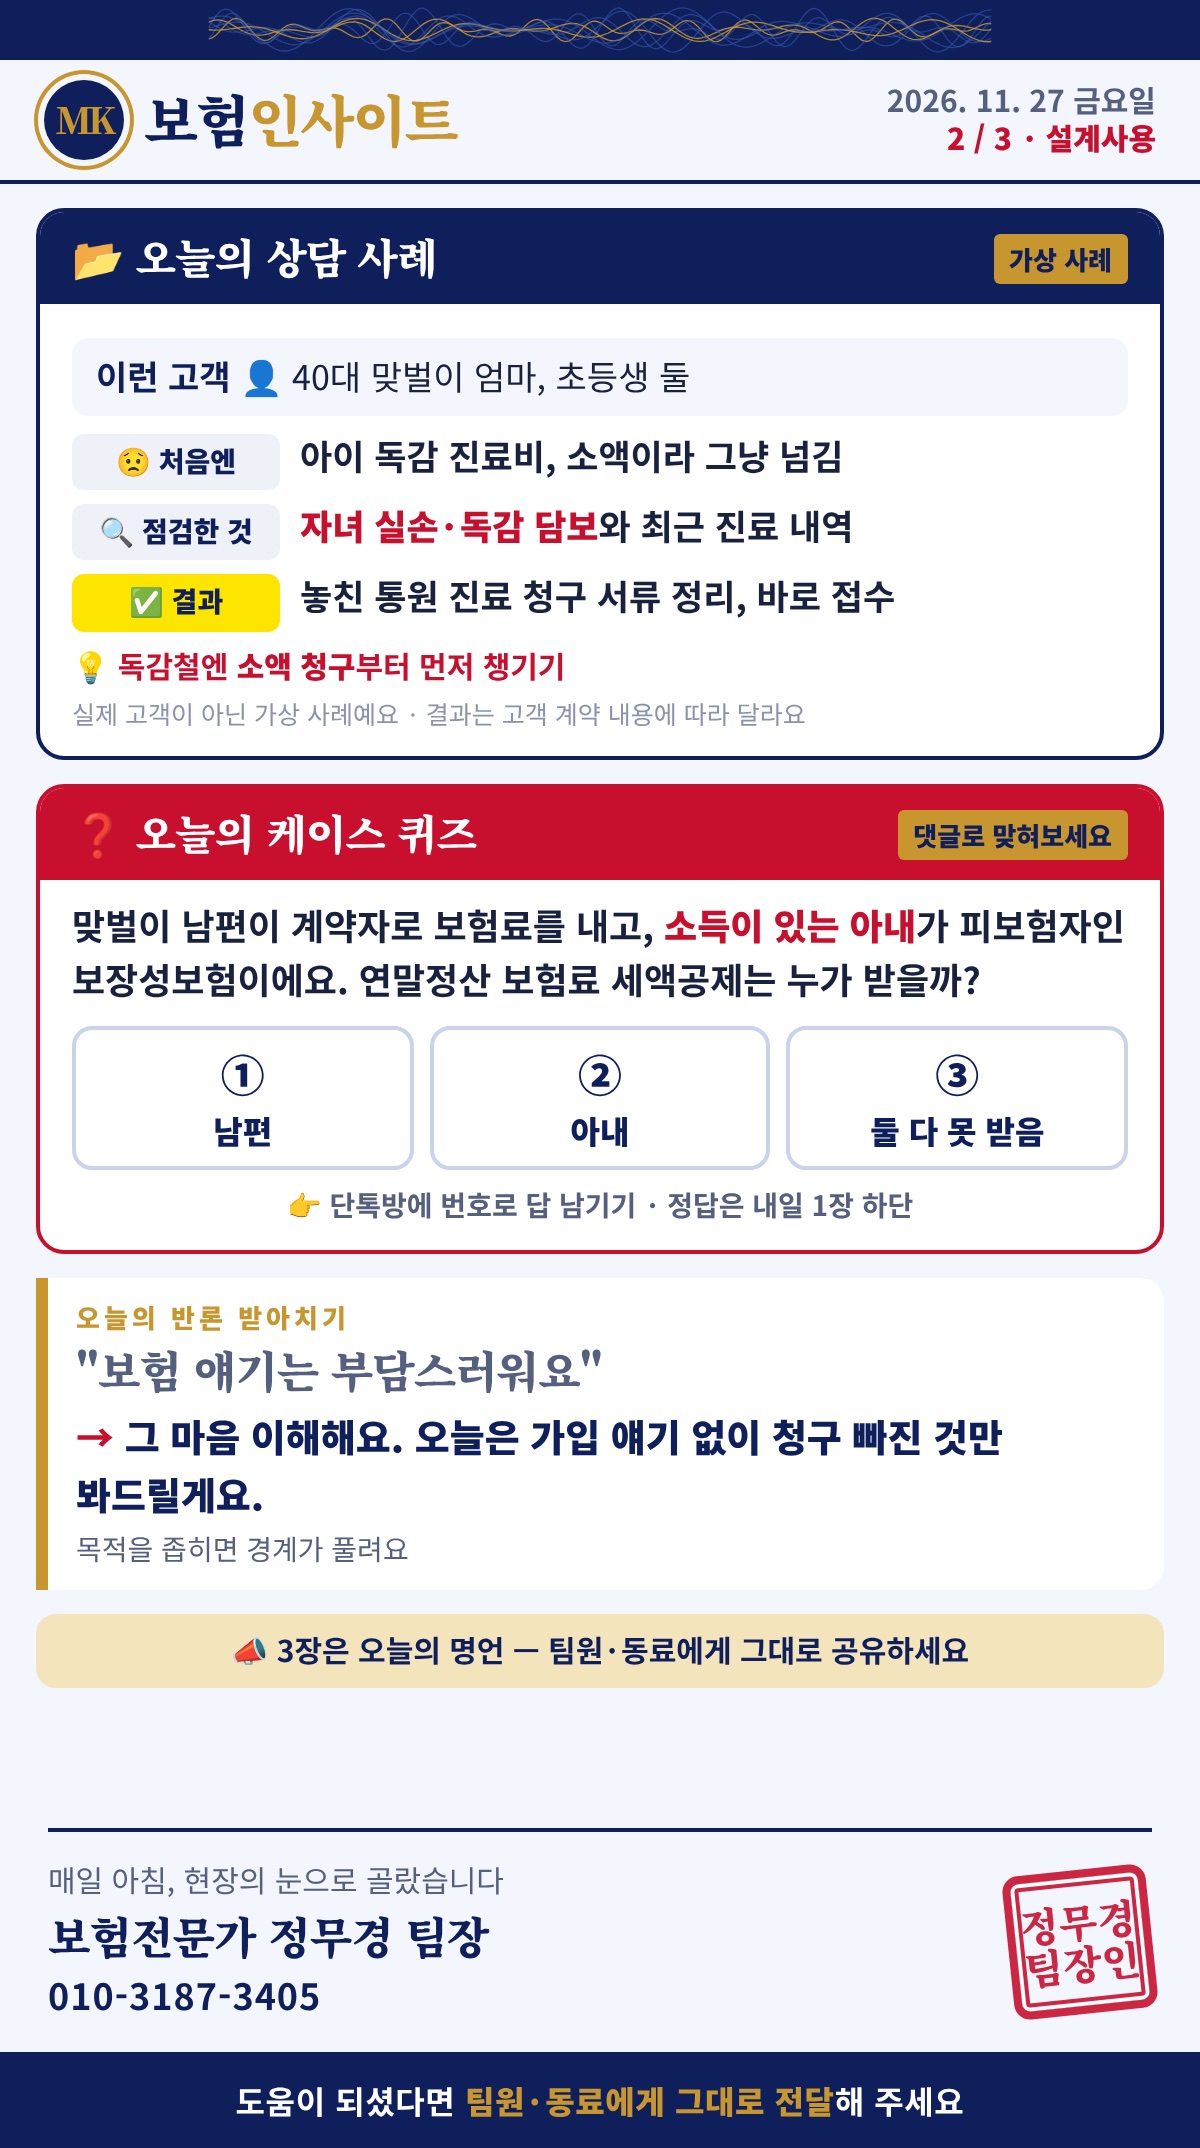 MK 보험인사이트
2026. 11. 27 금요일
2 / 3 · 설계사용
📂 오늘의 상담 사례
가상 사례
이런 고객 👤 40대 맞벌이 엄마, 초등생 둘
😟 처음엔 아이 독감 진료비, 소액이라 그냥 넘김
🔍 점검한 것 자녀 실손·독감 담보와 최근 진료 내역
✅ 결과 놓친 통원 진료 청구 서류 정리, 바로 접수
💡 독감철엔 소액 청구부터 먼저 챙기기
실제 고객이 아닌 가상 사례예요 · 결과는 고객 계약 내용에 따라 달라요
❓ 오늘의 케이스 퀴즈
댓글로 맞혀보세요
맞벌이 남편이 계약자로 보험료를 내고, 소득이 있는 아내가 피보험자인
보장성보험이에요. 연말정산 보험료 세액공제는 누가 받을까?
①
남편
②
아내
③
둘 다 못 받음
👉 단톡방에 번호로 답 남기기 · 정답은 내일 1장 하단
오늘의 반론 받아치기
"보험 얘기는 부담스러워요"
→ 그 마음 이해해요. 오늘은 가입 얘기 없이 청구 빠진 것만
봐드릴게요.
목적을 좁히면 경계가 풀려요
📣 3장은 오늘의 명언 — 팀원·동료에게 그대로 공유하세요
매일 아침, 현장의 눈으로 골랐습니다
보험전문가 정무경 팀장
010-3187-3405
정무경
팀장인
도움이 되셨다면 팀원·동료에게 그대로 전달해 주세요